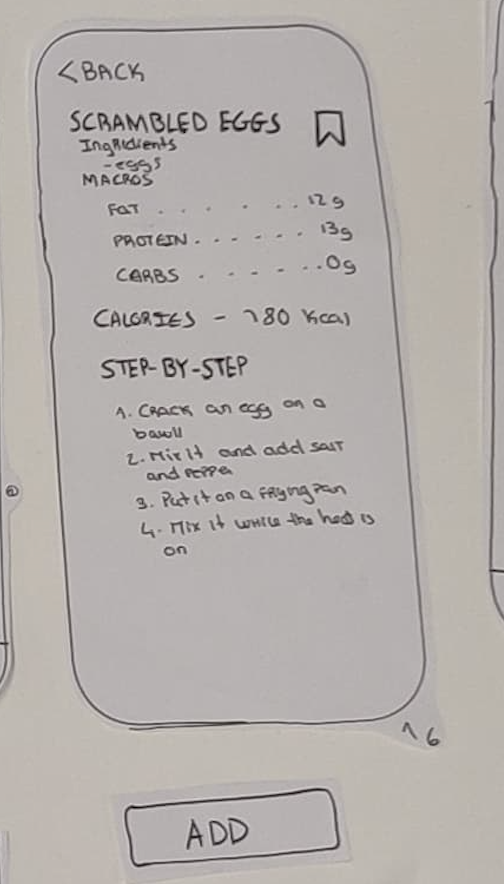 <BACK
SCRAMBLED EGGS
Ingridients
- eggs
MACROS
FAT . . . . . . 12g
PROTEIN . . . . . . 13g
CARBS . . . . . . 0g
CALORIES - 180 Kcal
STEP-BY-STEP
1. Crack an egg on a
bawll
2. Mix it and add salt
and pepper
3. Put it on a frying pan
4. Mix it while the heat is
on
16
ADD